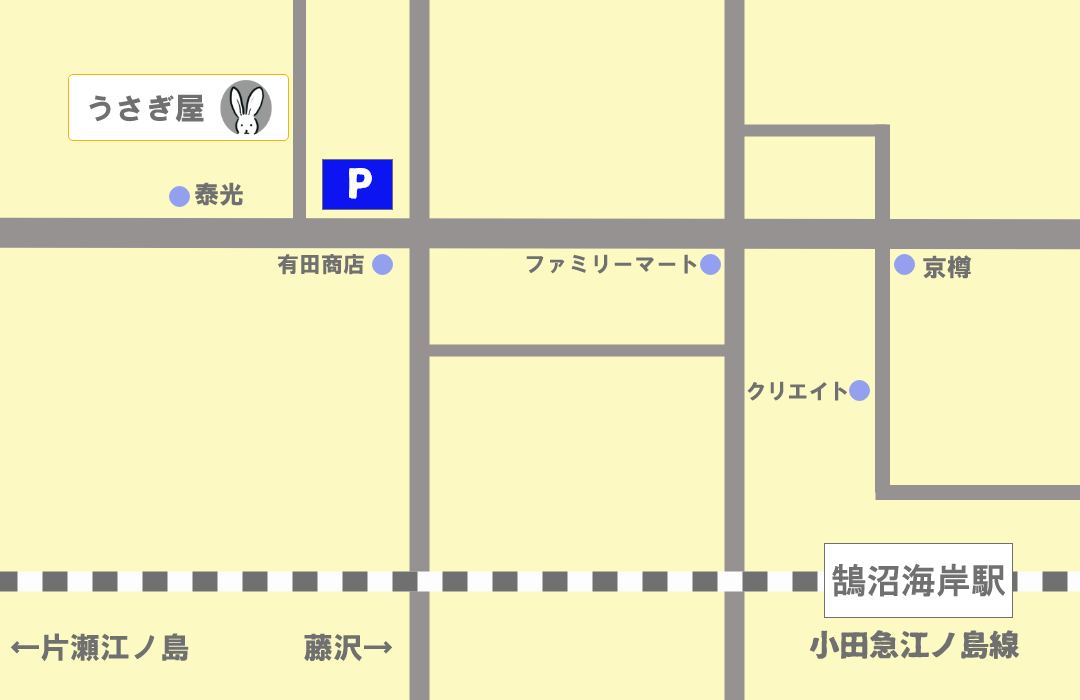 うさぎ屋
P
泰光
有田商店
ファミリーマート
京樽
クリエイト
鵠沼海岸駅
←片瀬江ノ島
藤沢→
小田急江ノ島線